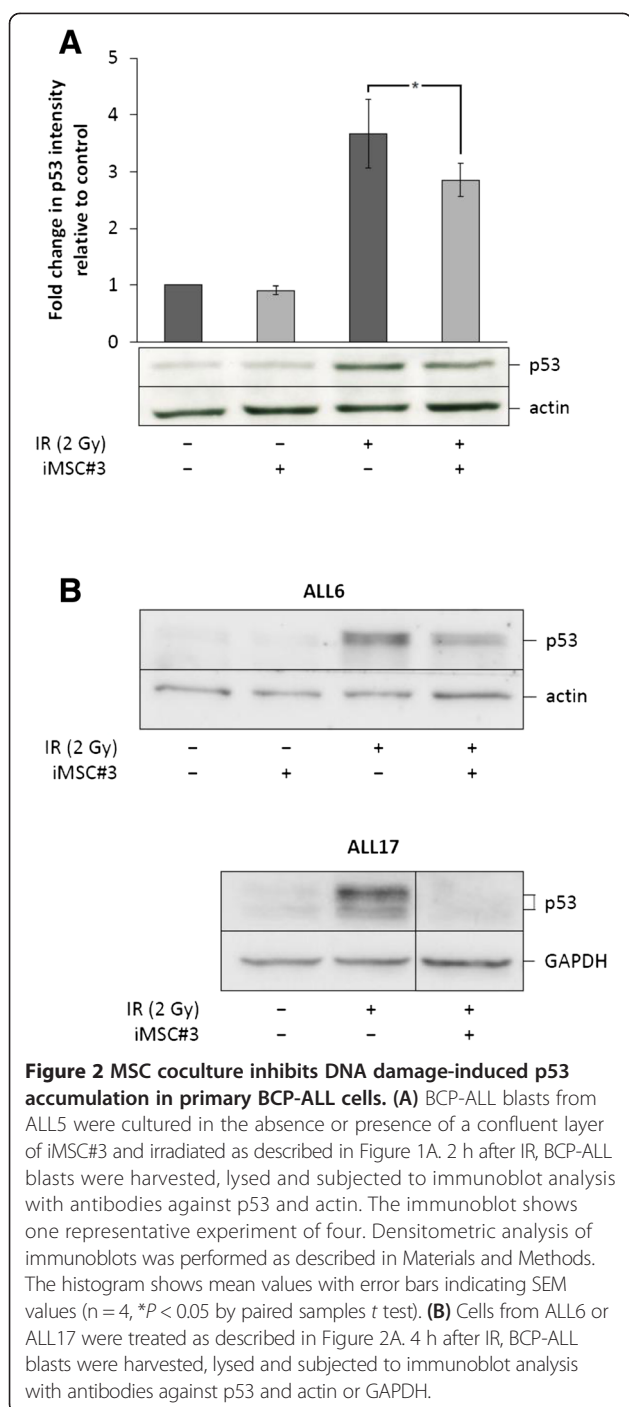 A
5
4
3
2
1
0
Fold change in p53 intensity
relative to control
*
p53
actin
IR (2 Gy) – – + +
iMSC#3 – + – +
B
ALL6
p53
actin
IR (2 Gy) – – + +
iMSC#3 – + – +
ALL17
p53
GAPDH
IR (2 Gy) – + +
iMSC#3 – – +
Figure 2 MSC coculture inhibits DNA damage-induced p53
accumulation in primary BCP-ALL cells. (A) BCP-ALL blasts from
ALL5 were cultured in the absence or presence of a confluent layer
of iMSC#3 and irradiated as described in Figure 1A. 2 h after IR, BCP-ALL
blasts were harvested, lysed and subjected to immunoblot analysis
with antibodies against p53 and actin. The immunoblot shows
one representative experiment of four. Densitometric analysis of
immunoblots was performed as described in Materials and Methods.
The histogram shows mean values with error bars indicating SEM
values (n = 4, *P < 0.05 by paired samples t test). (B) Cells from ALL6 or
ALL17 were treated as described in Figure 2A. 4 h after IR, BCP-ALL
blasts were harvested, lysed and subjected to immunoblot analysis
with antibodies against p53 and actin or GAPDH.